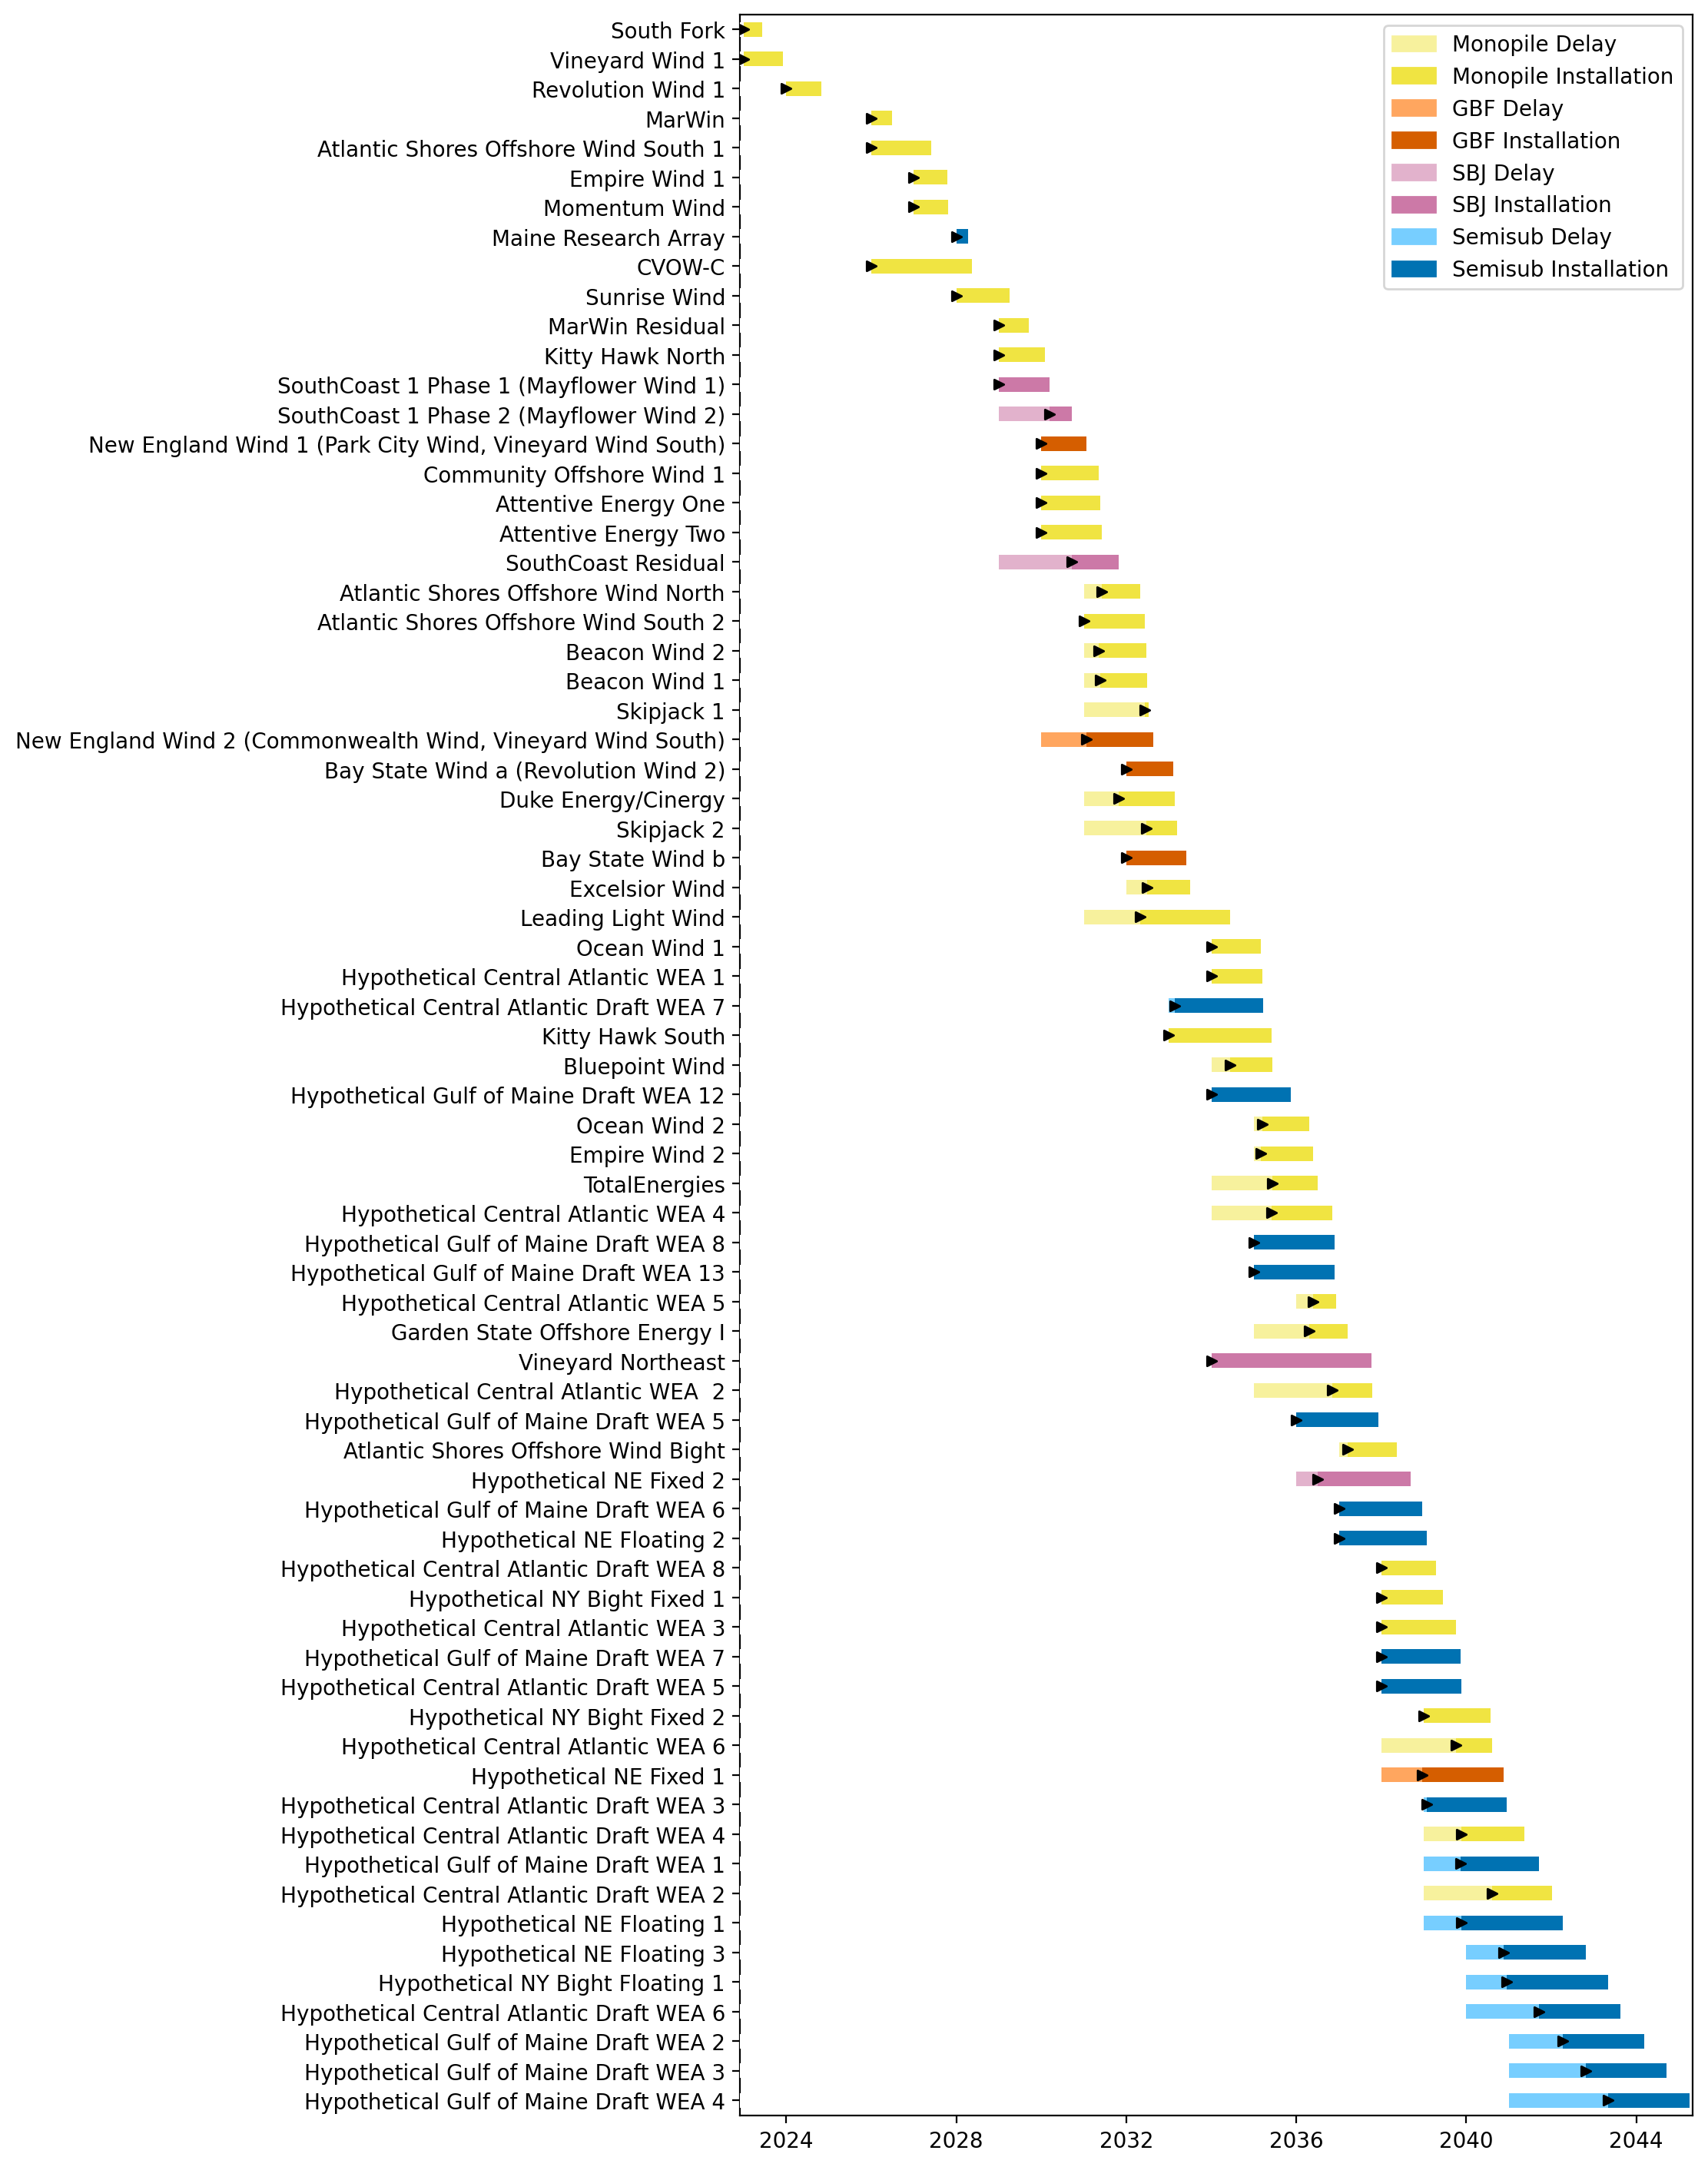 South Fork
Vineyard Wind 1
Revolution Wind 1
MarWin
Atlantic Shores Offshore Wind South 1
Empire Wind 1
Momentum Wind
Maine Research Array
CVOW-C
Sunrise Wind
MarWin Residual
Kitty Hawk North
SouthCoast 1 Phase 1 (Mayflower Wind 1)
SouthCoast 1 Phase 2 (Mayflower Wind 2)
New England Wind 1 (Park City Wind, Vineyard Wind South)
Community Offshore Wind 1
Attentive Energy One
Attentive Energy Two
SouthCoast Residual
Atlantic Shores Offshore Wind North
Atlantic Shores Offshore Wind South 2
Beacon Wind 2
Beacon Wind 1
Skipjack 1
New England Wind 2 (Commonwealth Wind, Vineyard Wind South)
Bay State Wind a (Revolution Wind 2)
Duke Energy/Cinergy
Skipjack 2
Bay State Wind b
Excelsior Wind
Leading Light Wind
Ocean Wind 1
Hypothetical Central Atlantic WEA 1
Hypothetical Central Atlantic Draft WEA 7
Kitty Hawk South
Bluepoint Wind
Hypothetical Gulf of Maine Draft WEA 12
Ocean Wind 2
Empire Wind 2
TotalEnergies
Hypothetical Central Atlantic WEA 4
Hypothetical Gulf of Maine Draft WEA 8
Hypothetical Gulf of Maine Draft WEA 13
Hypothetical Central Atlantic WEA 5
Garden State Offshore Energy I
Vineyard Northeast
Hypothetical Central Atlantic WEA  2
Hypothetical Gulf of Maine Draft WEA 5
Atlantic Shores Offshore Wind Bight
Hypothetical NE Fixed 2
Hypothetical Gulf of Maine Draft WEA 6
Hypothetical NE Floating 2
Hypothetical Central Atlantic Draft WEA 8
Hypothetical NY Bight Fixed 1
Hypothetical Central Atlantic WEA 3
Hypothetical Gulf of Maine Draft WEA 7
Hypothetical Central Atlantic Draft WEA 5
Hypothetical NY Bight Fixed 2
Hypothetical Central Atlantic WEA 6
Hypothetical NE Fixed 1
Hypothetical Central Atlantic Draft WEA 3
Hypothetical Central Atlantic Draft WEA 4
Hypothetical Gulf of Maine Draft WEA 1
Hypothetical Central Atlantic Draft WEA 2
Hypothetical NE Floating 1
Hypothetical NE Floating 3
Hypothetical NY Bight Floating 1
Hypothetical Central Atlantic Draft WEA 6
Hypothetical Gulf of Maine Draft WEA 2
Hypothetical Gulf of Maine Draft WEA 3
Hypothetical Gulf of Maine Draft WEA 4
Monopile Delay
Monopile Installation
GBF Delay
GBF Installation
SBJ Delay
SBJ Installation
Semisub Delay
Semisub Installation
2024 2028 2032 2036 2040 2044